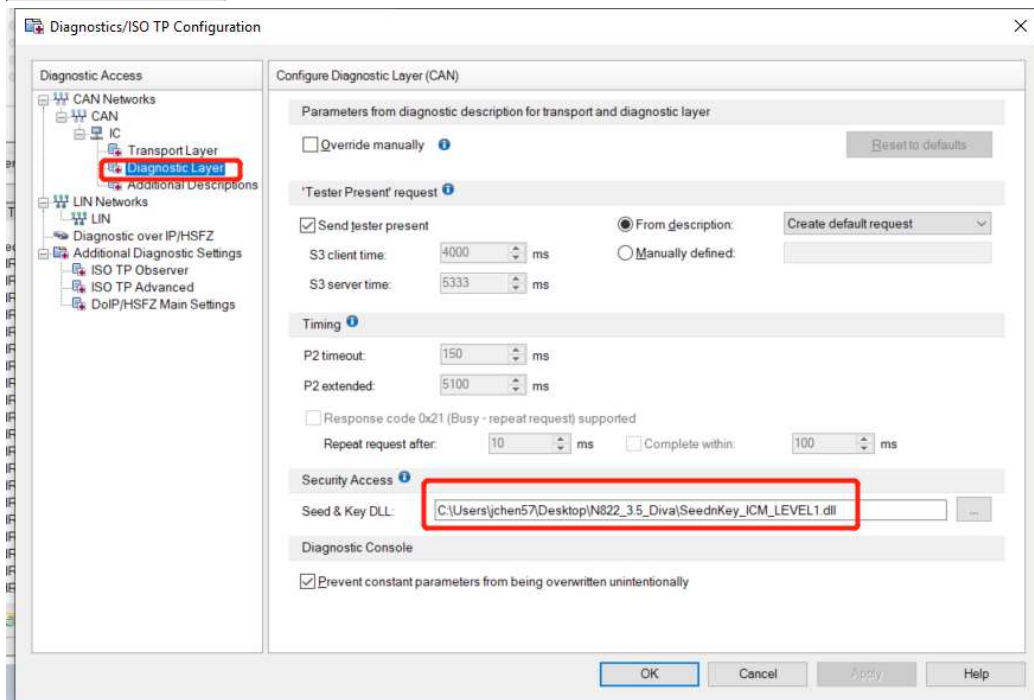 Diagnostics/ISO TP Configuration
Diagnostic Access
CAN Networks
CAN
IC
Transport Layer
Diagnostic Layer
Additional Descriptions
LIN Networks
LIN
Diagnostic over IP/HSFZ
Additional Diagnostic Settings
ISO TP Observer
ISO TP Advanced
DoIP/HSFZ Main Settings
Configure Diagnostic Layer (CAN)
Parameters from diagnostic description for transport and diagnostic layer
Override manually
Reset to defaults
'Tester Present' request
Send tester present
From description:
Create default request
S3 client time: 4000 ms
Manually defined:
S3 server time: 5333 ms
Timing
P2 timeout: 150 ms
P2 extended: 5100 ms
Response code 0x21 (Busy - repeat request) supported
Repeat request after: 10 ms Complete within: 100 ms
Security Access
Seed & Key DLL: C:\Users\jchen57\Desktop\N822_3.5_Diva\SeednKey_ICM_LEVEL1.dll ...
Diagnostic Console
Prevent constant parameters from being overwritten unintentionally
OK Cancel Apply Help